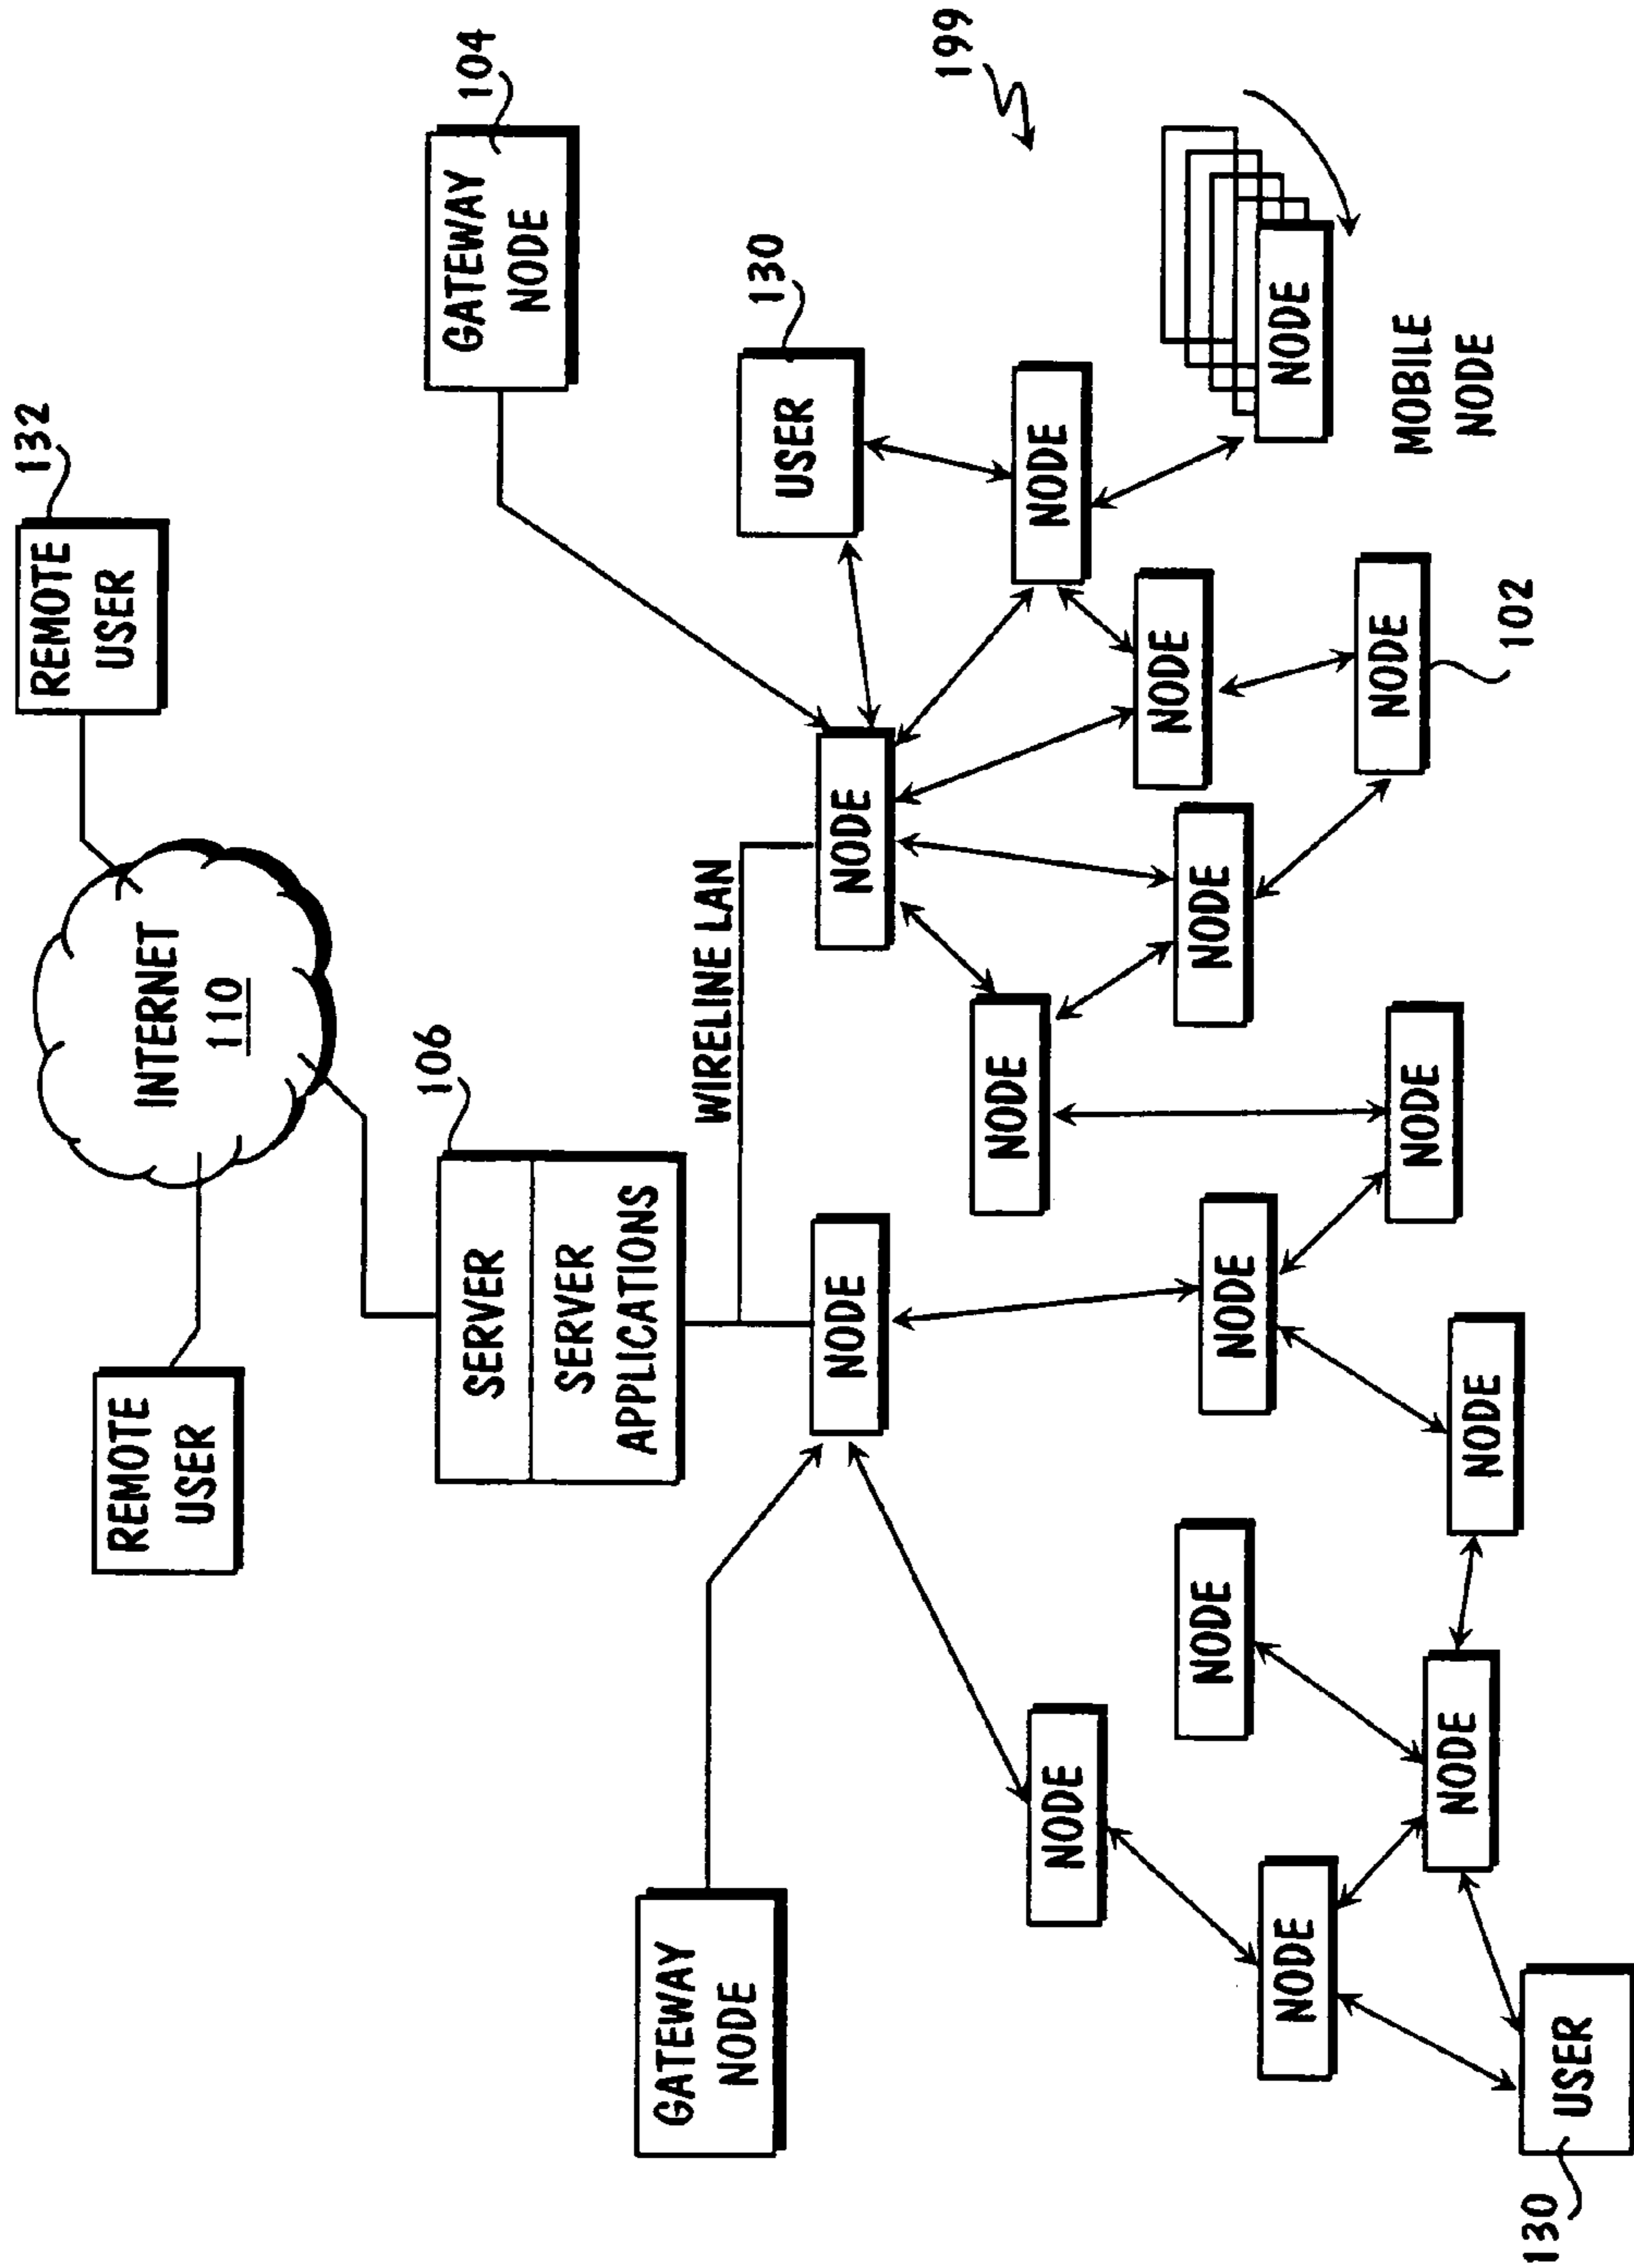 REMOTE
USER
132
REMOTE
USER
INTERNET
110
104
GATEWAY
NODE
106
SERVER
SERVER
APPLICATIONS
WIRELINE LAN
GATEWAY
NODE
130
USER
199
NODE
NODE
NODE
NODE
NODE
NODE
NODE
NODE
NODE
NODE
NODE
MOBILE
NODE
NODE
NODE
NODE
102
NODE
NODE
USER
130